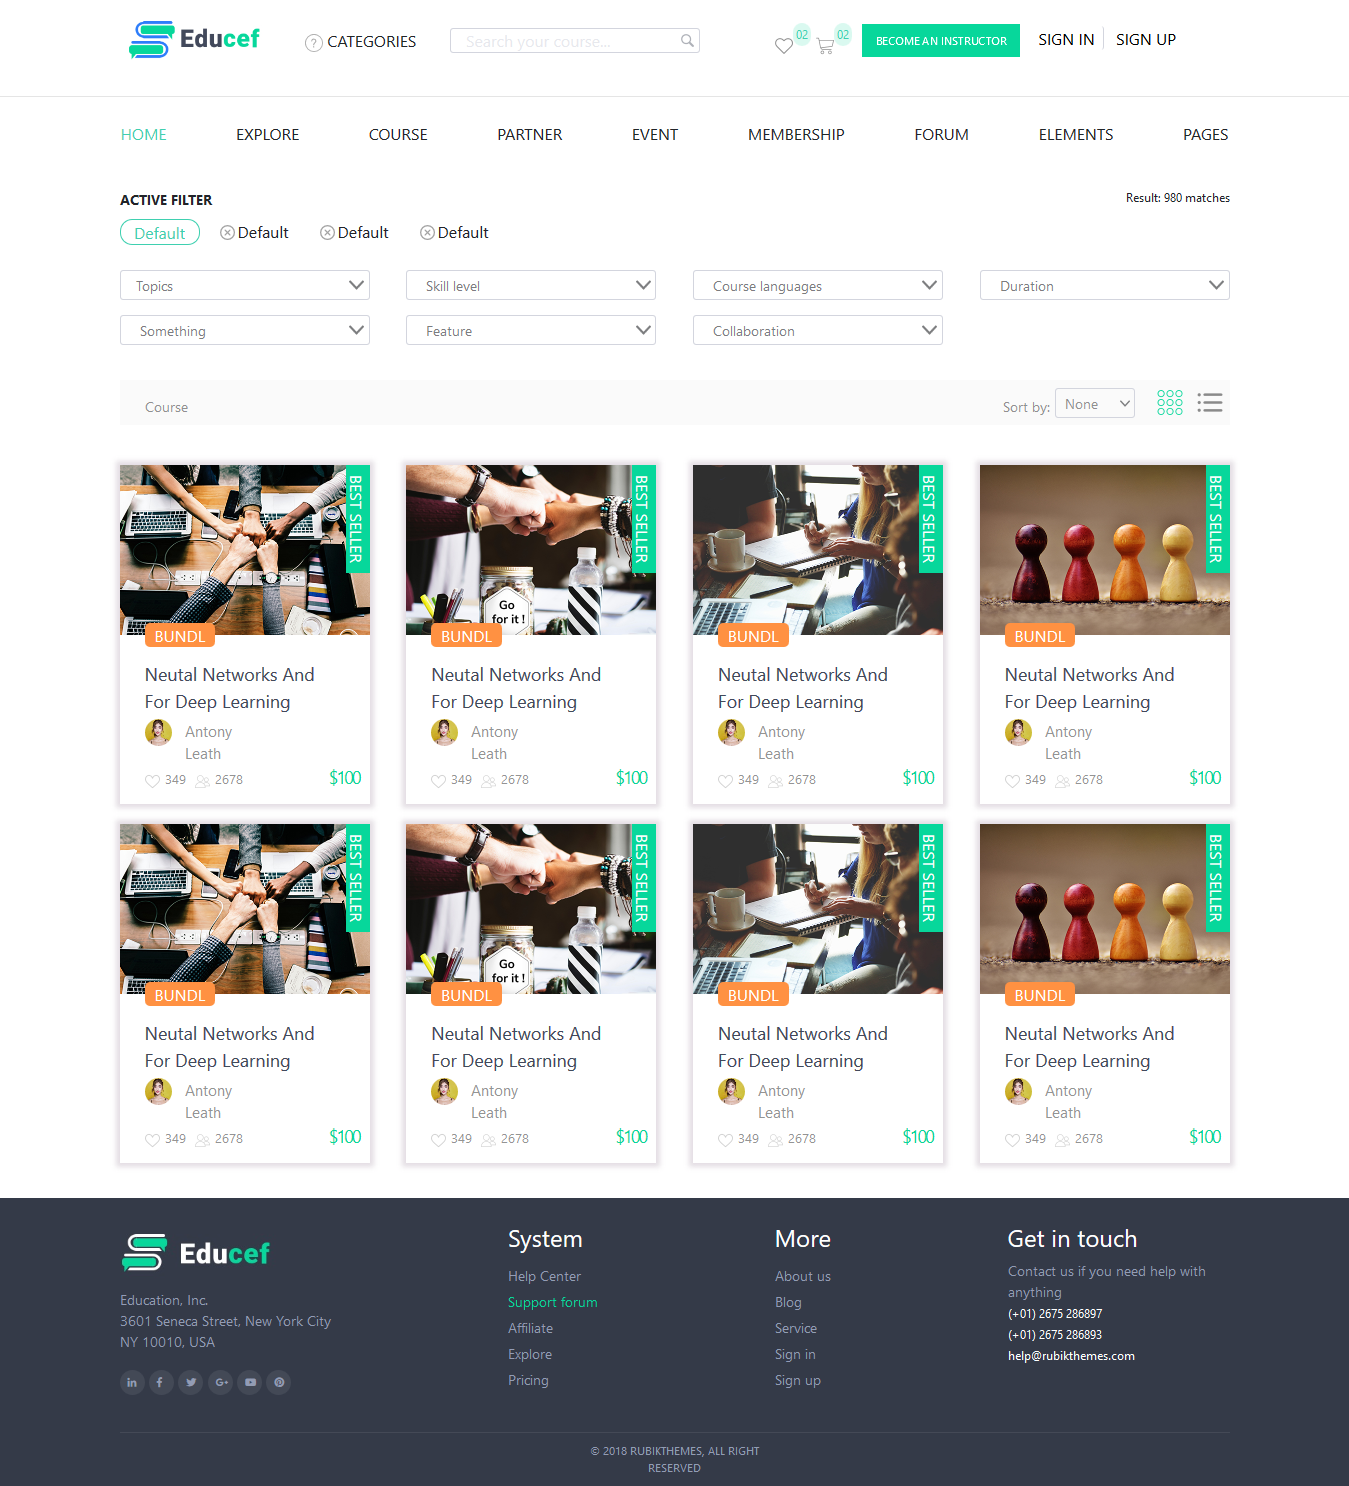 Educef
? CATEGORIES
Search your course...
02
02
BECOME AN INSTRUCTOR
SIGN IN
SIGN UP
HOME
EXPLORE
COURSE
PARTNER
EVENT
MEMBERSHIP
FORUM
ELEMENTS
PAGES
ACTIVE FILTER
Result: 980 matches
Default
Default
Default
Default
Topics
Skill level
Course languages
Duration
Something
Feature
Collaboration
Course
Sort by:
None
BEST SELLER
BUNDL
Neutal Networks And
For Deep Learning
Antony
Leath
349
2678
$100
BEST SELLER
Go
for it !
BUNDL
Neutal Networks And
For Deep Learning
Antony
Leath
349
2678
$100
BEST SELLER
BUNDL
Neutal Networks And
For Deep Learning
Antony
Leath
349
2678
$100
BEST SELLER
BUNDL
Neutal Networks And
For Deep Learning
Antony
Leath
349
2678
$100
BEST SELLER
BUNDL
Neutal Networks And
For Deep Learning
Antony
Leath
349
2678
$100
BEST SELLER
Go
for it !
BUNDL
Neutal Networks And
For Deep Learning
Antony
Leath
349
2678
$100
BEST SELLER
BUNDL
Neutal Networks And
For Deep Learning
Antony
Leath
349
2678
$100
BEST SELLER
BUNDL
Neutal Networks And
For Deep Learning
Antony
Leath
349
2678
$100
Educef
Education, Inc.
3601 Seneca Street, New York City
NY 10010, USA
in
f
G+
System
Help Center
Support forum
Affiliate
Explore
Pricing
More
About us
Blog
Service
Sign in
Sign up
Get in touch
Contact us if you need help with
anything
(+01) 2675 286897
(+01) 2675 286893
help@rubikthemes.com
© 2018 RUBIKTHEMES, ALL RIGHT
RESERVED